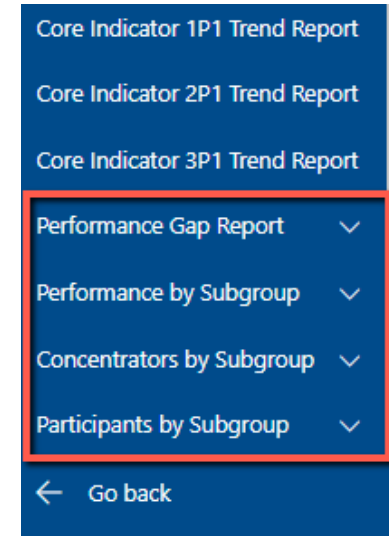 Core Indicator 1P1 Trend Report
Core Indicator 2P1 Trend Report
Core Indicator 3P1 Trend Report
Performance Gap Report
Performance by Subgroup
Concentrators by Subgroup
Participants by Subgroup
Go back